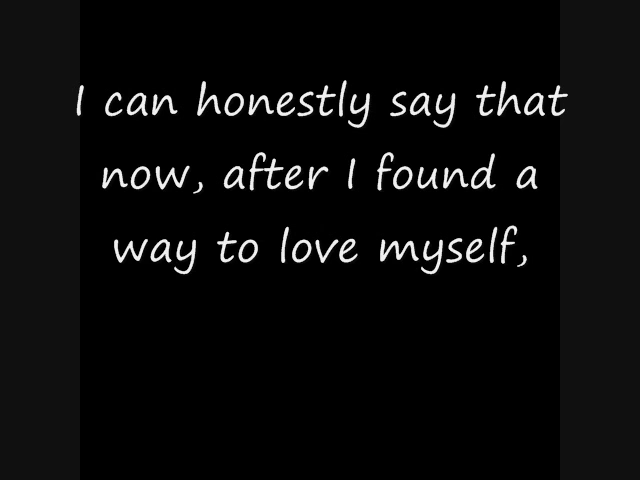 I can honestly say that
now, after I found a
way to love myself,